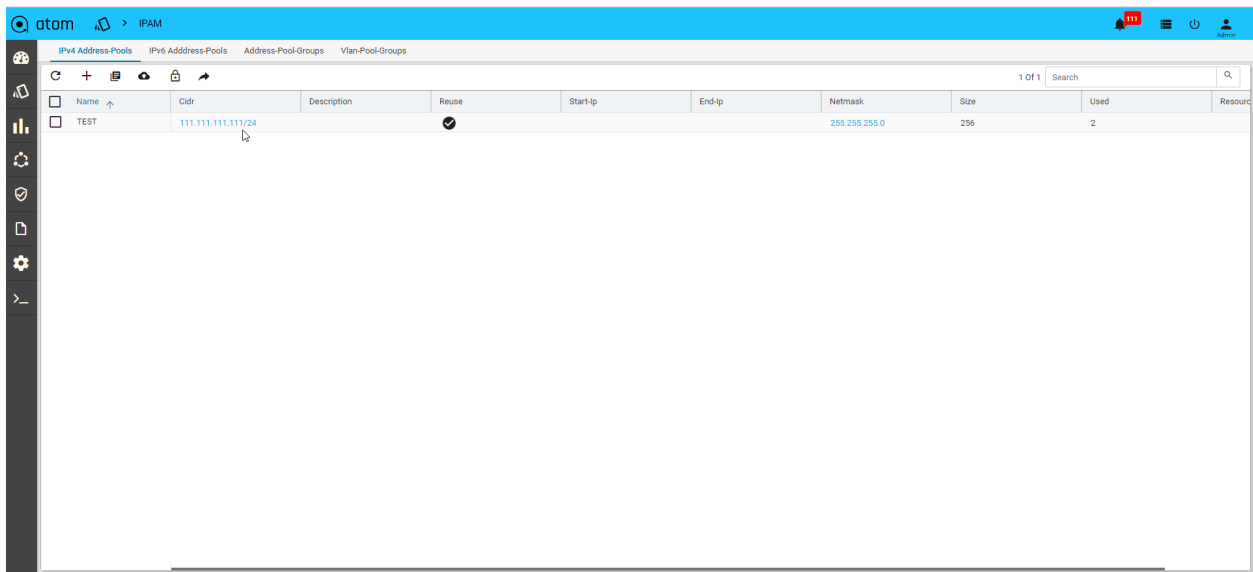 atom > IPAM 111
Admin
IPv4 Address-Pools IPv6 Adddress-Pools Address-Pool-Groups Vlan-Pool-Groups
1 Of 1 Search
Name Cidr Description Reuse Start-Ip End-Ip Netmask Size Used Resourc
TEST 111.111.111.111/24 255.255.255.0 256 2